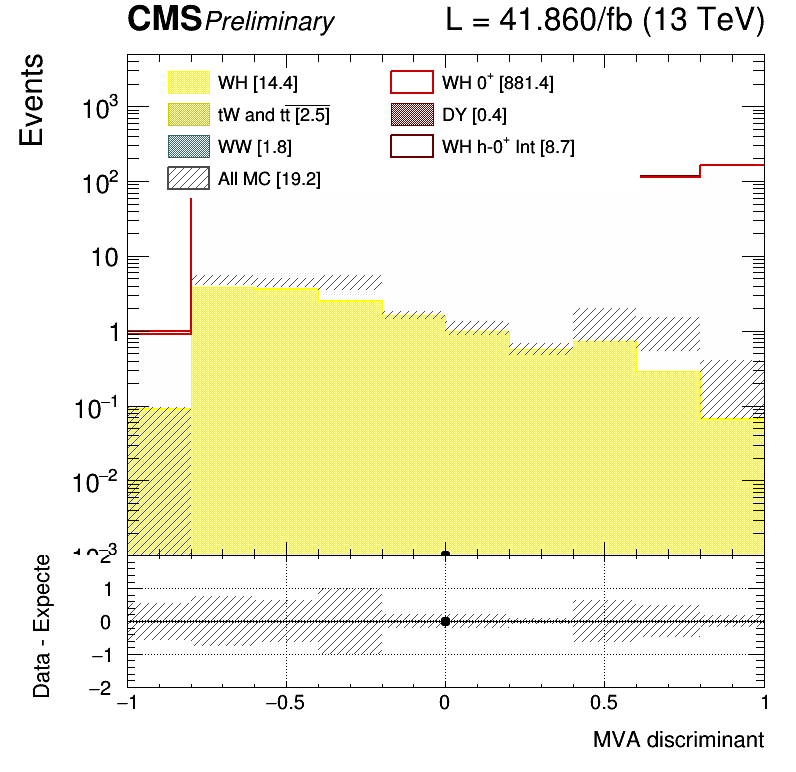 CMS Preliminary L = 41.860/fb (13 TeV)
Events
WH [14.4]
WH 0⁺ [881.4]
tW and tt̅ [2.5]
DY [0.4]
WW [1.8]
WH h-0⁺ Int [8.7]
All MC [19.2]
10³
10²
10
1
10⁻¹
10⁻²
10⁻³
Data - Expecte
2
1
0
−1
−2
−1 −0.5 0 0.5 1
MVA discriminant